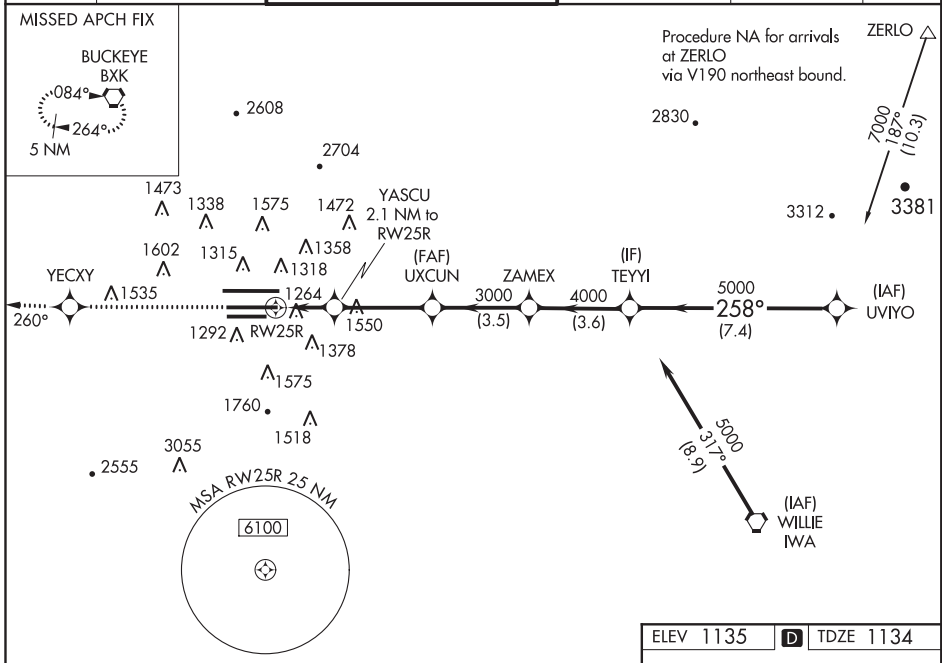 MISSED APCH FIX
BUCKEYE
BXK
084°
264°
5 NM
2608
2704
Procedure NA for arrivals
at ZERLO
via V190 northeast bound.
ZERLO
2830
7000
187°
(10.3)
3381
3312
1473
1338
1575
1472
YASCU
2.1 NM to
RW25R
1602
1315
1358
1318
(FAF)
UXCUN
ZAMEX
(IF)
TEYYI
YECXY
1535
1264
3000
4000
5000
(IAF)
UVIYO
260°
1292
RW25R
1550
(3.5)
(3.6)
258°
(7.4)
1378
1575
1760
1518
5000
317°
(8.9)
2555
3055
MSA RW25R 25 NM
6100
(IAF)
WILLIE
IWA
ELEV 1135 D TDZE 1134